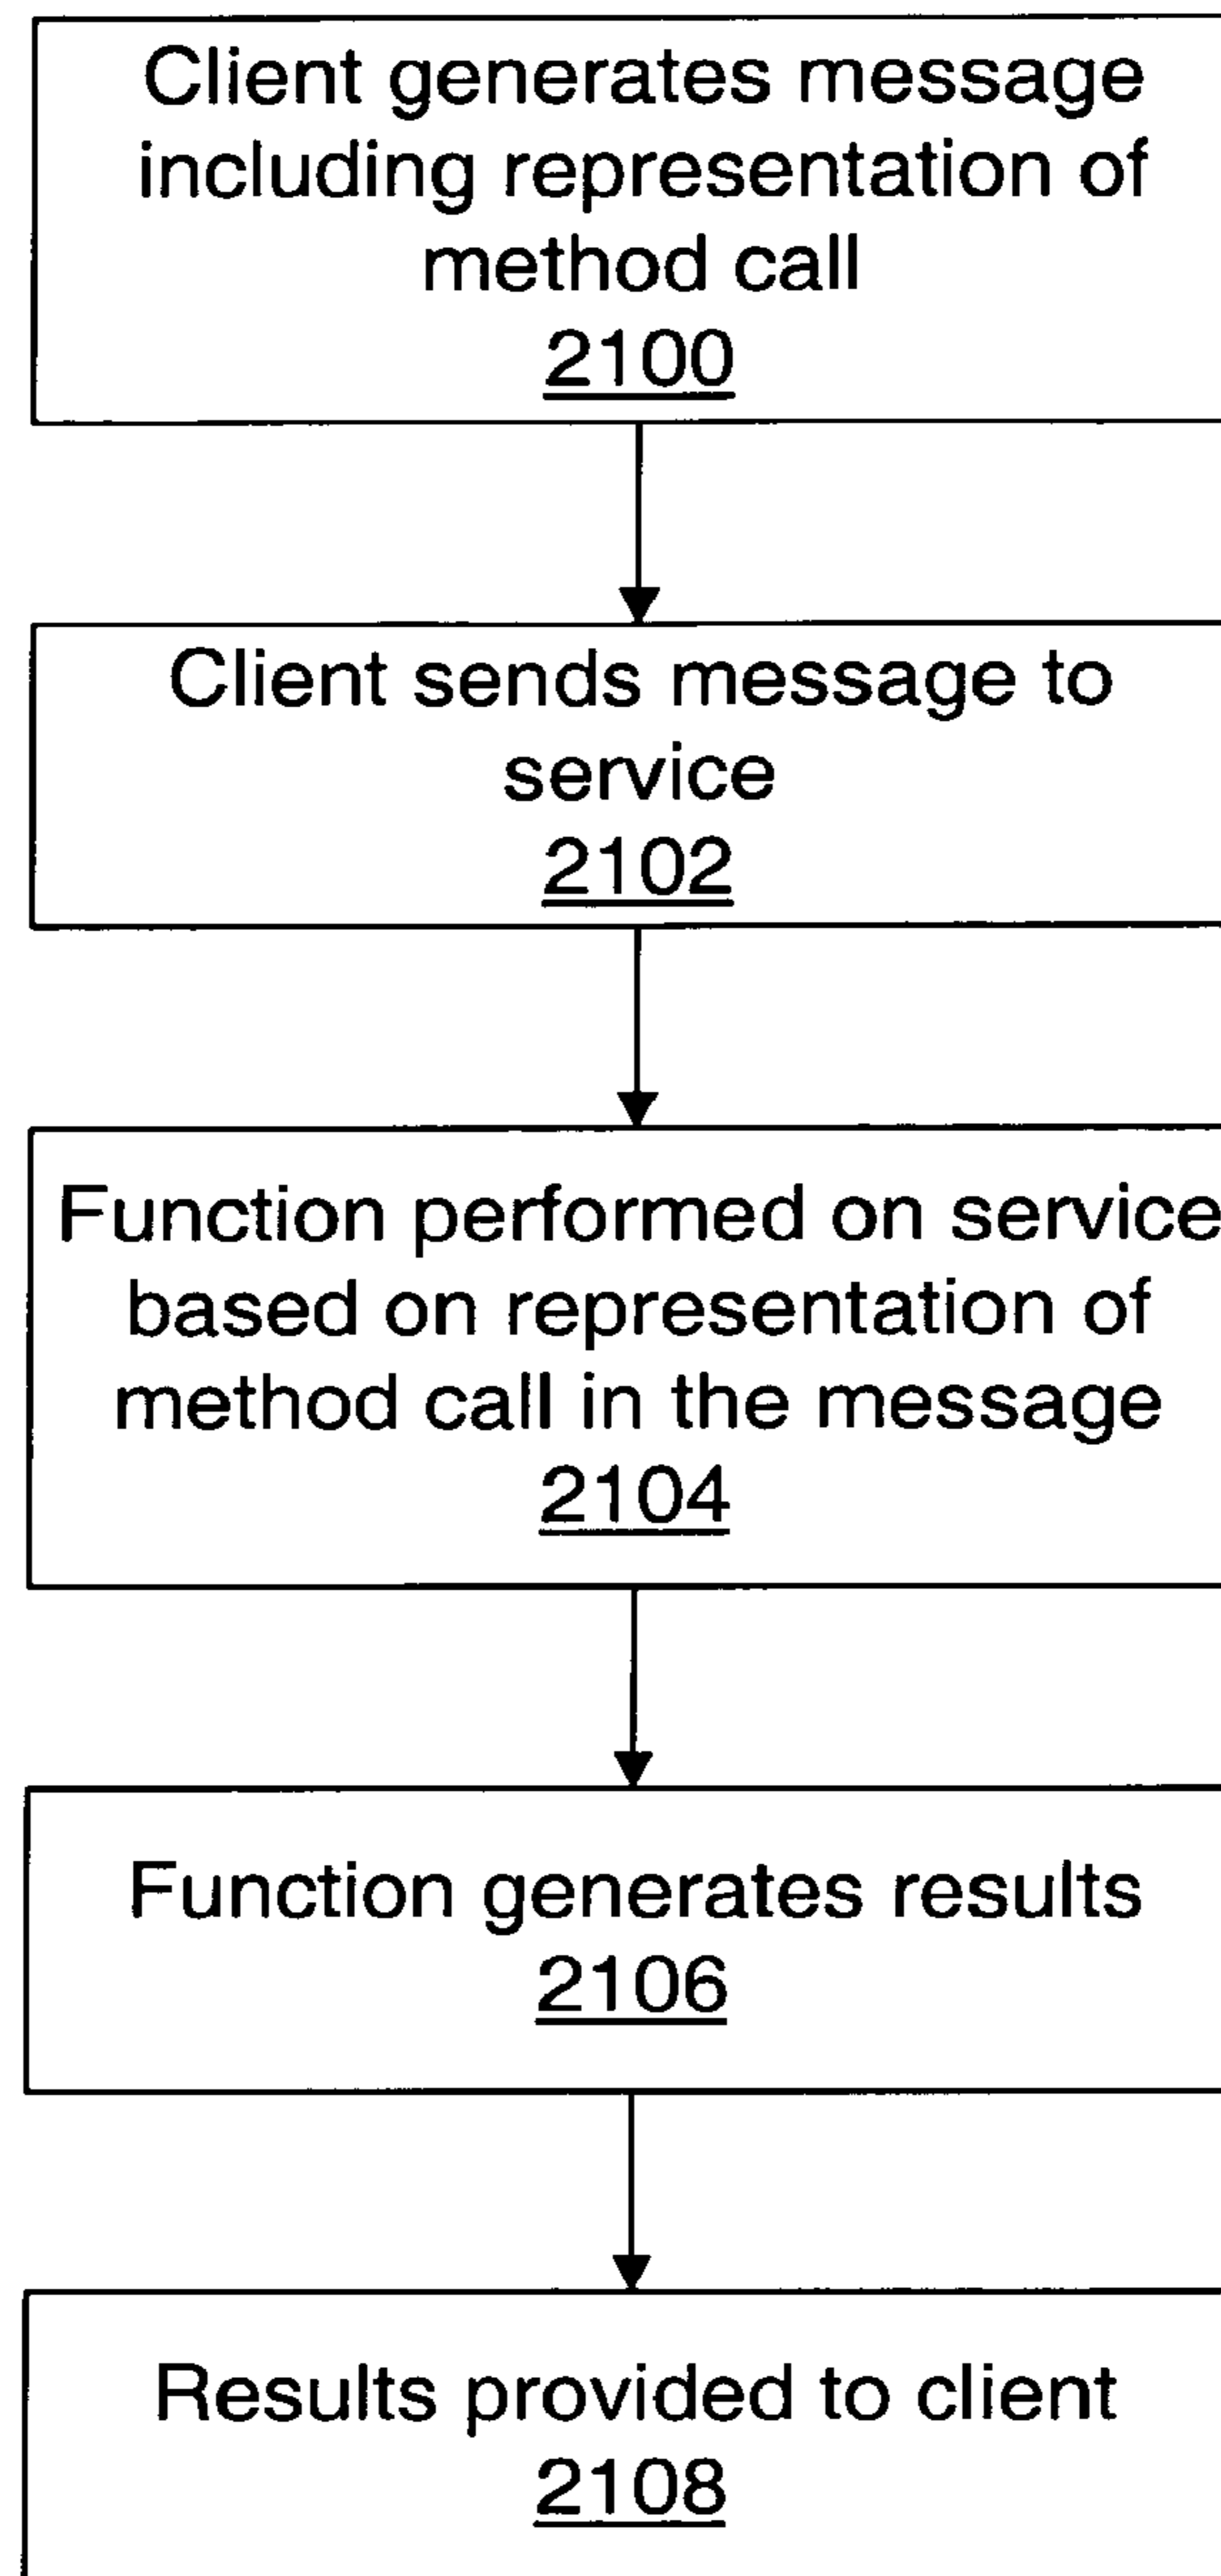 Client generates message
including representation of
method call
2100
Client sends message to
service
2102
Function performed on service
based on representation of
method call in the message
2104
Function generates results
2106
Results provided to client
2108